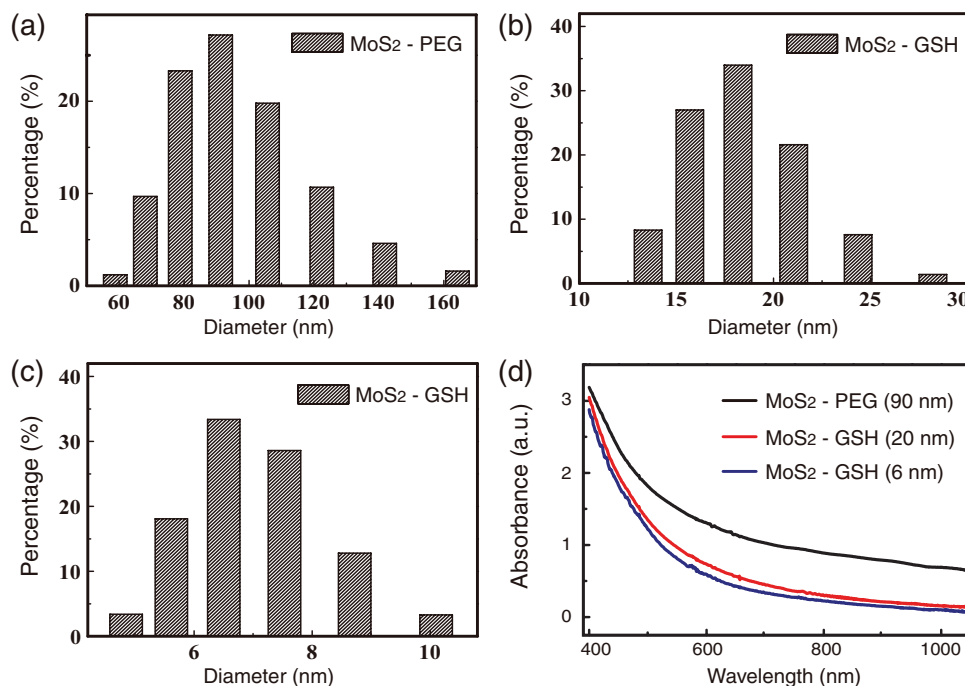 (a)
MoS2 - PEG
Percentage (%)
20
10
0
60 80 100 120 140 160
Diameter (nm)
(b)
MoS2 - GSH
Percentage (%)
40
30
20
10
0
10 15 20 25 30
Diameter (nm)
(c)
MoS2 - GSH
Percentage (%)
40
30
20
10
0
6 8 10
Diameter (nm)
(d)
MoS2 - PEG (90 nm)
MoS2 - GSH (20 nm)
MoS2 - GSH (6 nm)
Absorbance (a.u.)
3
2
1
0
400 600 800 1000
Wavelength (nm)